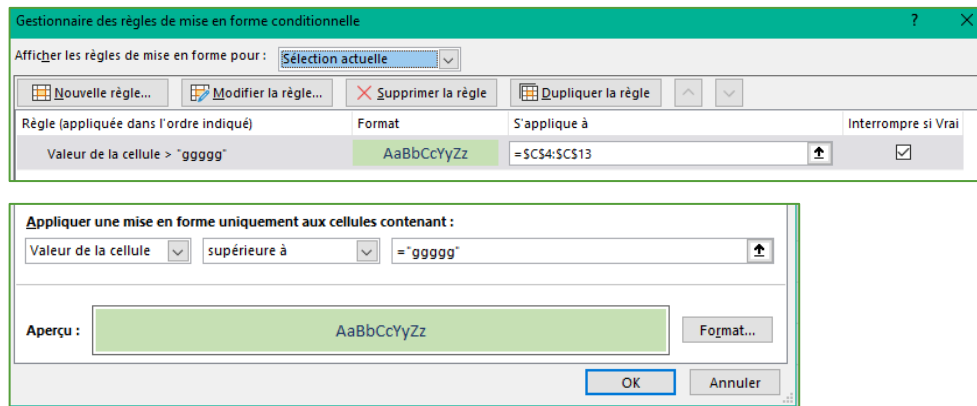 Gestionnaire des règles de mise en forme conditionnelle ? ×
Afficher les règles de mise en forme pour : Sélection actuelle
Nouvelle règle... Modifier la règle... Supprimer la règle Dupliquer la règle
Règle (appliquée dans l'ordre indiqué) Format S'applique à Interrompre si Vrai
Valeur de la cellule > "ggggg" AaBbCcYyZz =$C$4:$C$13
Appliquer une mise en forme uniquement aux cellules contenant :
Valeur de la cellule supérieure à ="ggggg"
Aperçu : AaBbCcYyZz Format...
OK Annuler